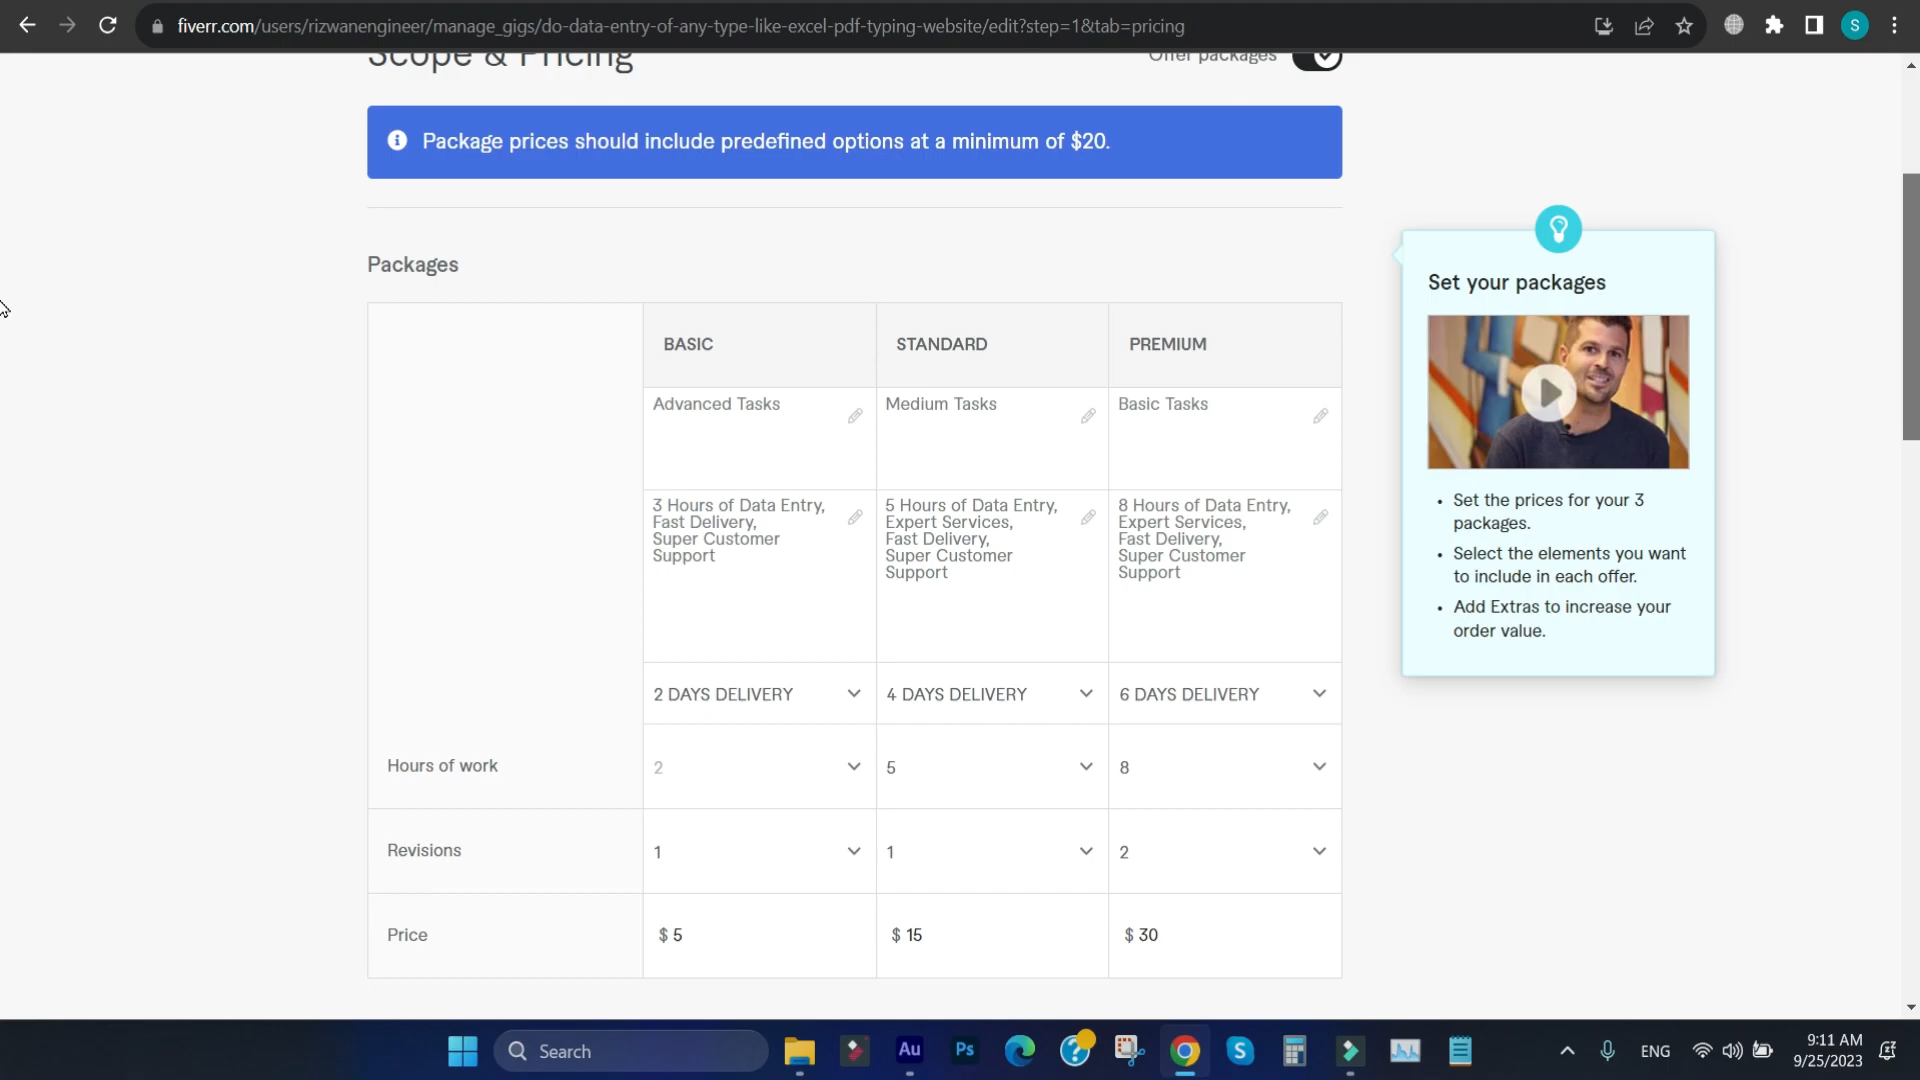 fiverr.com/users/rizwanengineer/manage_gigs/do-data-entry-of-any-type-like-excel-pdf-typing-website/edit?step=1&tab=pricing
S
Scope & Pricing
Offer packages
Package prices should include predefined options at a minimum of $20.
Packages
BASIC
STANDARD
PREMIUM
Advanced Tasks
Medium Tasks
Basic Tasks
3 Hours of Data Entry,
Fast Delivery,
Super Customer
Support
5 Hours of Data Entry,
Expert Services,
Fast Delivery,
Super Customer
Support
8 Hours of Data Entry,
Expert Services,
Fast Delivery,
Super Customer
Support
2 DAYS DELIVERY
4 DAYS DELIVERY
6 DAYS DELIVERY
Hours of work
2
5
8
Revisions
1
1
2
Price
$ 5
$ 15
$ 30
Set your packages
• Set the prices for your 3
packages.
• Select the elements you want
to include in each offer.
• Add Extras to increase your
order value.
Search
Au
Ps
S
ENG
9:11 AM
9/25/2023